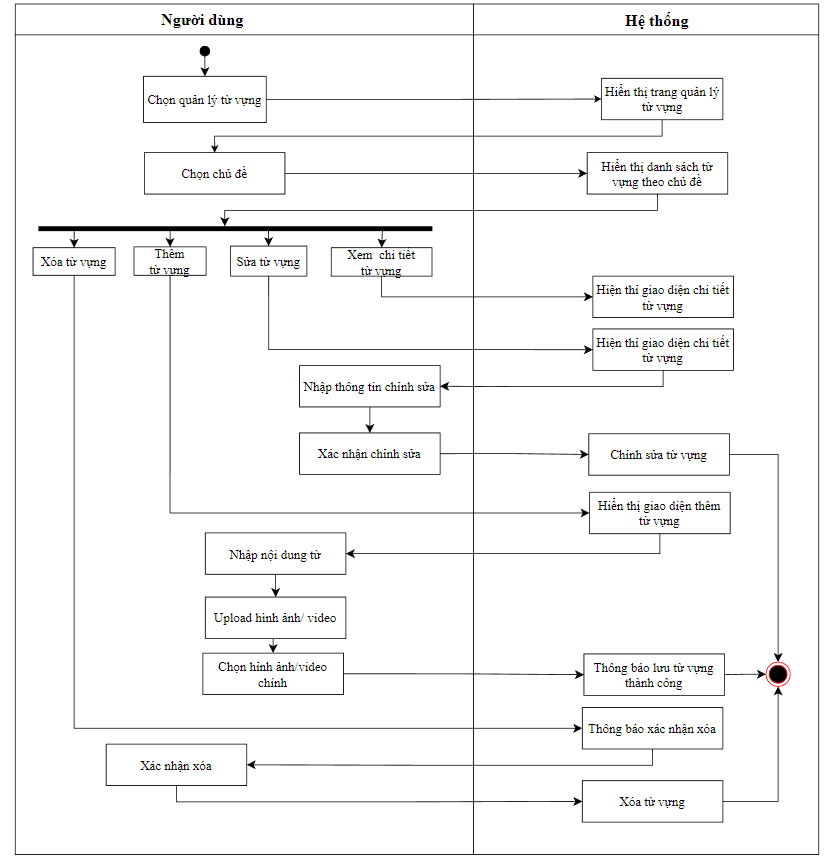 Người dùng
Hệ thống
Chọn quản lý từ vựng
Hiển thị trang quản lý
từ vựng
Chọn chủ đề
Hiển thị danh sách từ
vựng theo chủ đề
Xóa từ vựng
Thêm
từ vựng
Sửa từ vựng
Xem chi tiết
từ vựng
Hiện thí giao diện chi tiết
từ vựng
Hiện thí giao diện chi tiết
từ vựng
Nhập thông tin chỉnh sửa
Xác nhận chỉnh sửa
Chỉnh sửa từ vựng
Hiển thị giao diện thêm
từ vựng
Nhập nội dung từ
Upload hình ảnh/ video
Chọn hính ảnh/video
chính
Thông báo lưu từ vựng
thành công
Thông báo xác nhận xóa
Xác nhận xóa
Xóa từ vựng